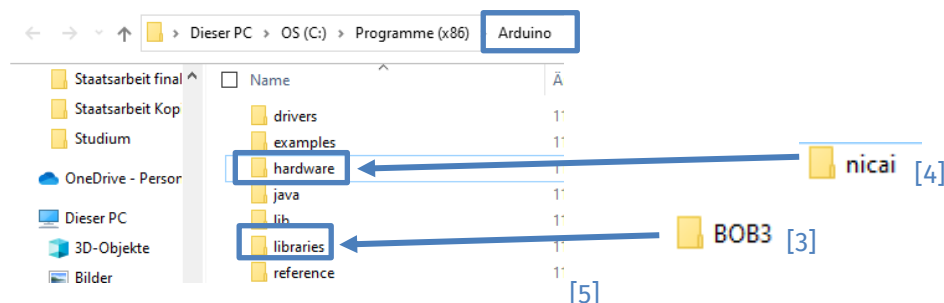 Dieser PC > OS (C:) > Programme (x86) Arduino
Staatsarbeit final
Staatsarbeit Kop
Studium
OneDrive - Person
Dieser PC
3D-Objekte
Bilder
Name
drivers
examples
hardware
java
lib
libraries
reference
nicai [4]
BOB3 [3]
[5]